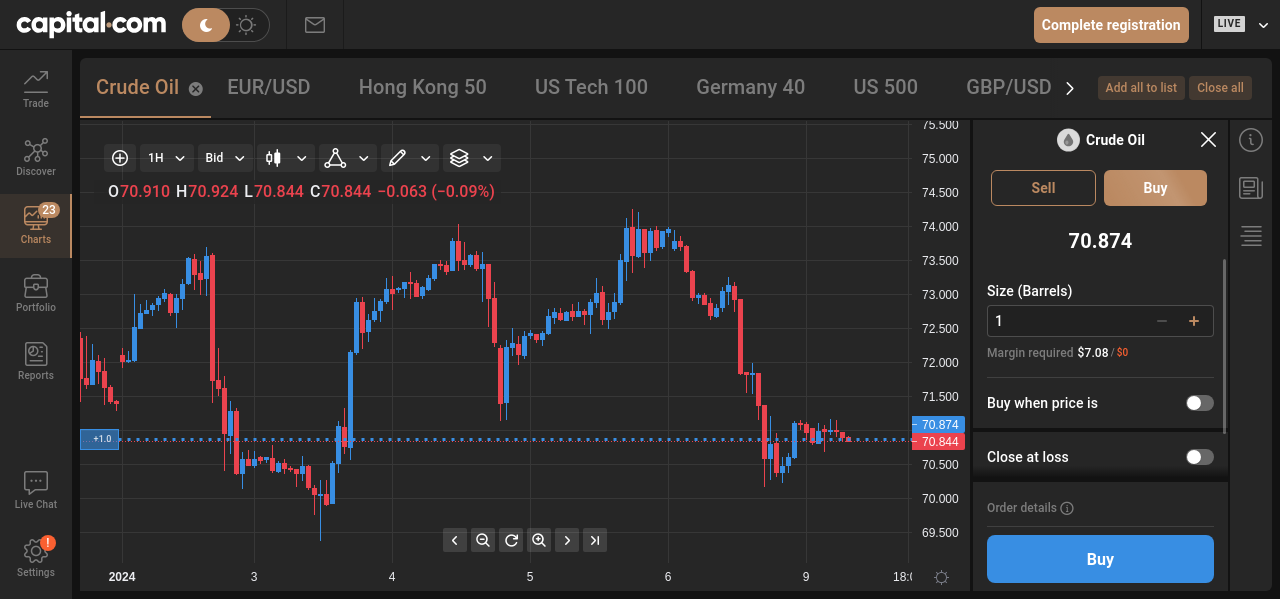 capital.com
Complete registration
LIVE
Trade
Discover
23
Charts
Portfolio
Reports
Live Chat
!
Settings
Crude Oil EUR/USD Hong Kong 50 US Tech 100 Germany 40 US 500 GBP/USD
Add all to list Close all
1H Bid
O70.910 H70.924 L70.844 C70.844 −0.063 (−0.09%)
75.500
75.000
74.500
74.000
73.500
73.000
72.500
72.000
71.500
70.874
70.844
70.500
70.000
69.500
+1.0
2024 3 4 5 6 9 18:0
Crude Oil
Sell Buy
70.874
Size (Barrels)
1
Margin required $7.08 / $0
Buy when price is
Close at loss
Order details
Buy